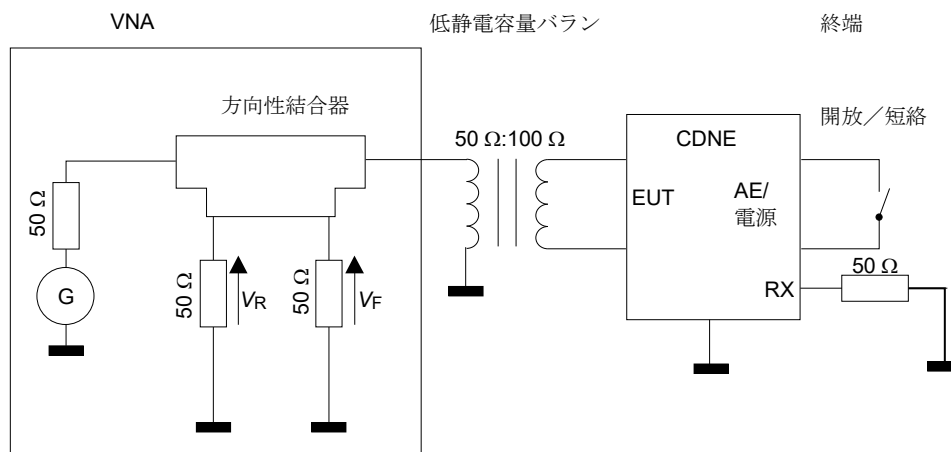 VNA
低静電容量バラン
終端
方向性結合器
開放／短絡
50 Ω:100 Ω
CDNE
EUT
AE/
電源
50 Ω
G
50 Ω
VR
50 Ω
VF
RX
50 Ω